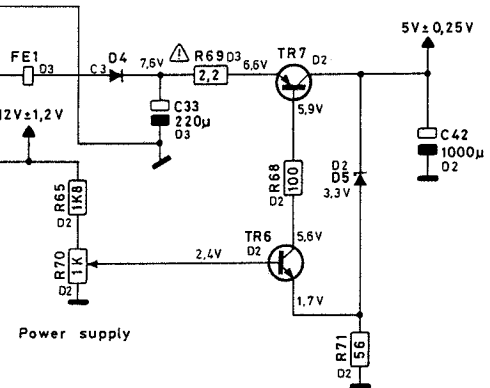 5V±0,25V
FE1
D3
C3
D4
7,6V
R69
D3
2,2
6,6V
TR7
D2
5,9V
C33
220µ
D3
12V±1,2V
C42
1000µ
D2
R68
100
D2
D2
D5
3,3V
R65
1K8
D2
TR6
D2
5,6V
2,4V
R70
1K
D2
1,7V
Power supply
R71
56
D2